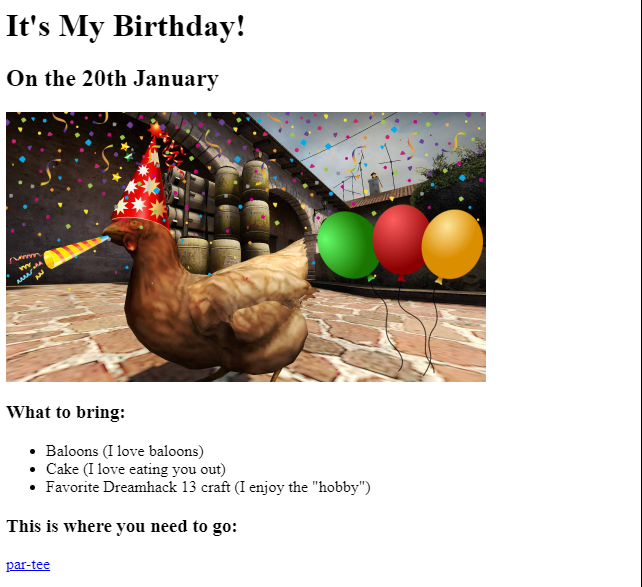 It's My Birthday!
On the 20th January
What to bring:
Baloons (I love baloons)
Cake (I love eating you out)
Favorite Dreamhack 13 craft (I enjoy the "hobby")
This is where you need to go:
par-tee